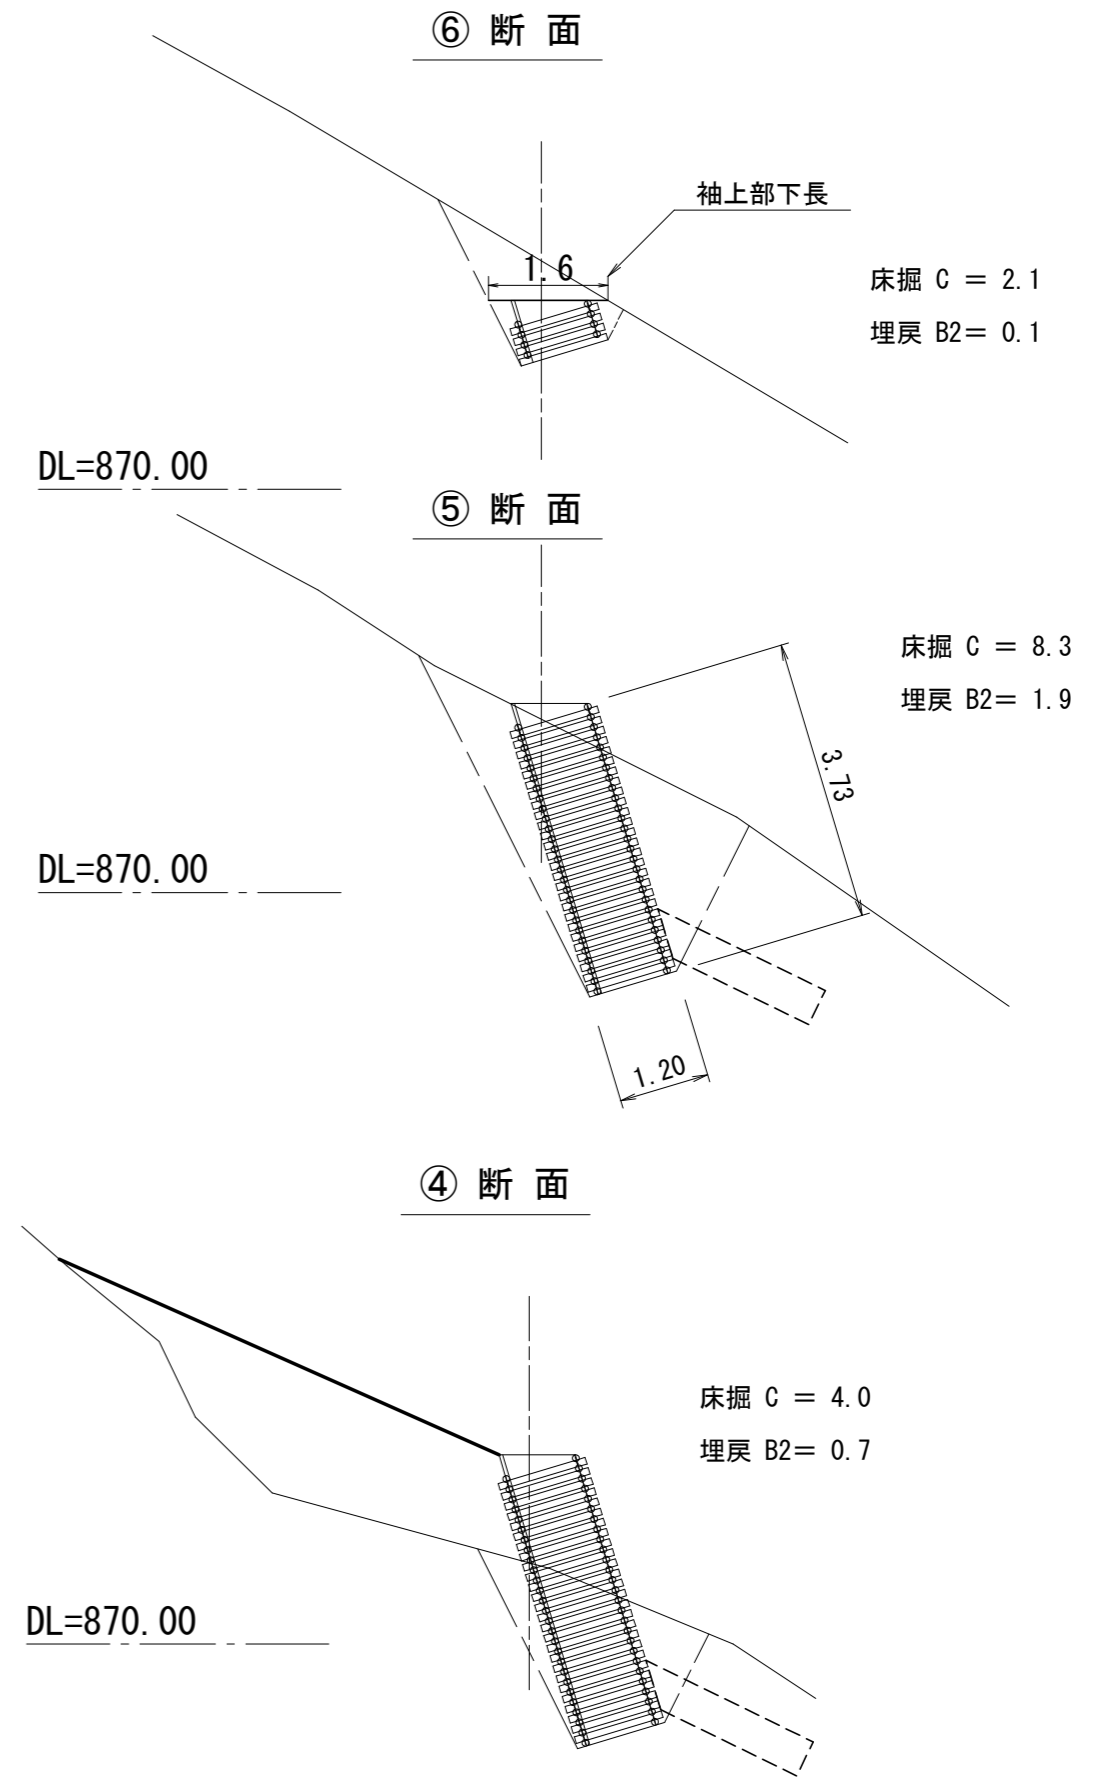 ⑥ 断 面
袖上部下長
1.6
床掘 C = 2.1
埋戻 B2= 0.1
DL=870.00
⑤ 断 面
床掘 C = 8.3
埋戻 B2= 1.9
3.73
DL=870.00
1.20
④ 断 面
床掘 C = 4.0
埋戻 B2= 0.7
DL=870.00